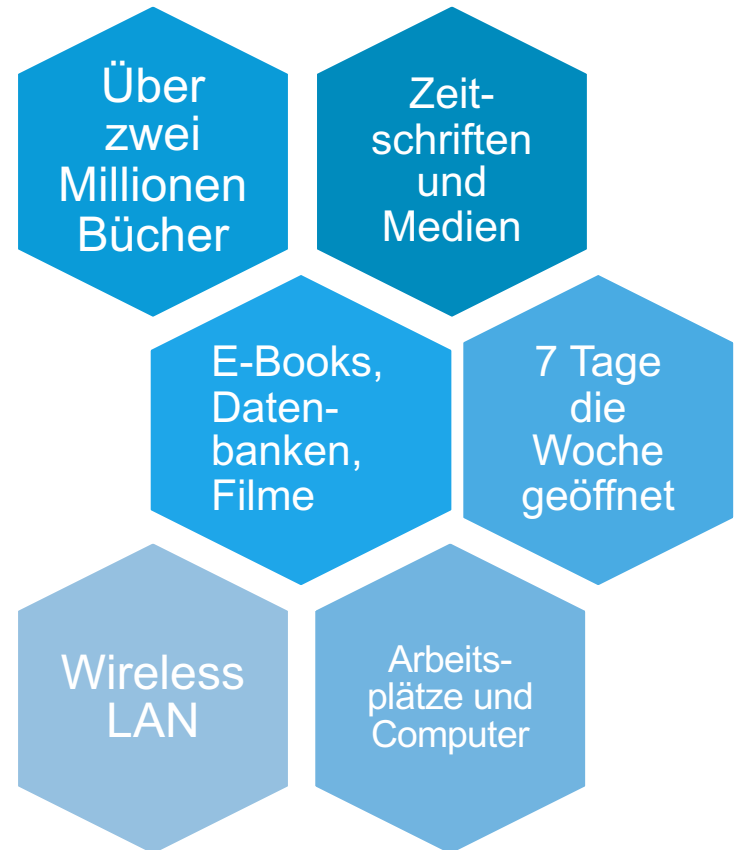 Über
zwei
Millionen
Bücher
Zeit-
schriften
und
Medien
E-Books,
Daten-
banken,
Filme
7 Tage
die
Woche
geöffnet
Wireless
LAN
Arbeits-
plätze und
Computer